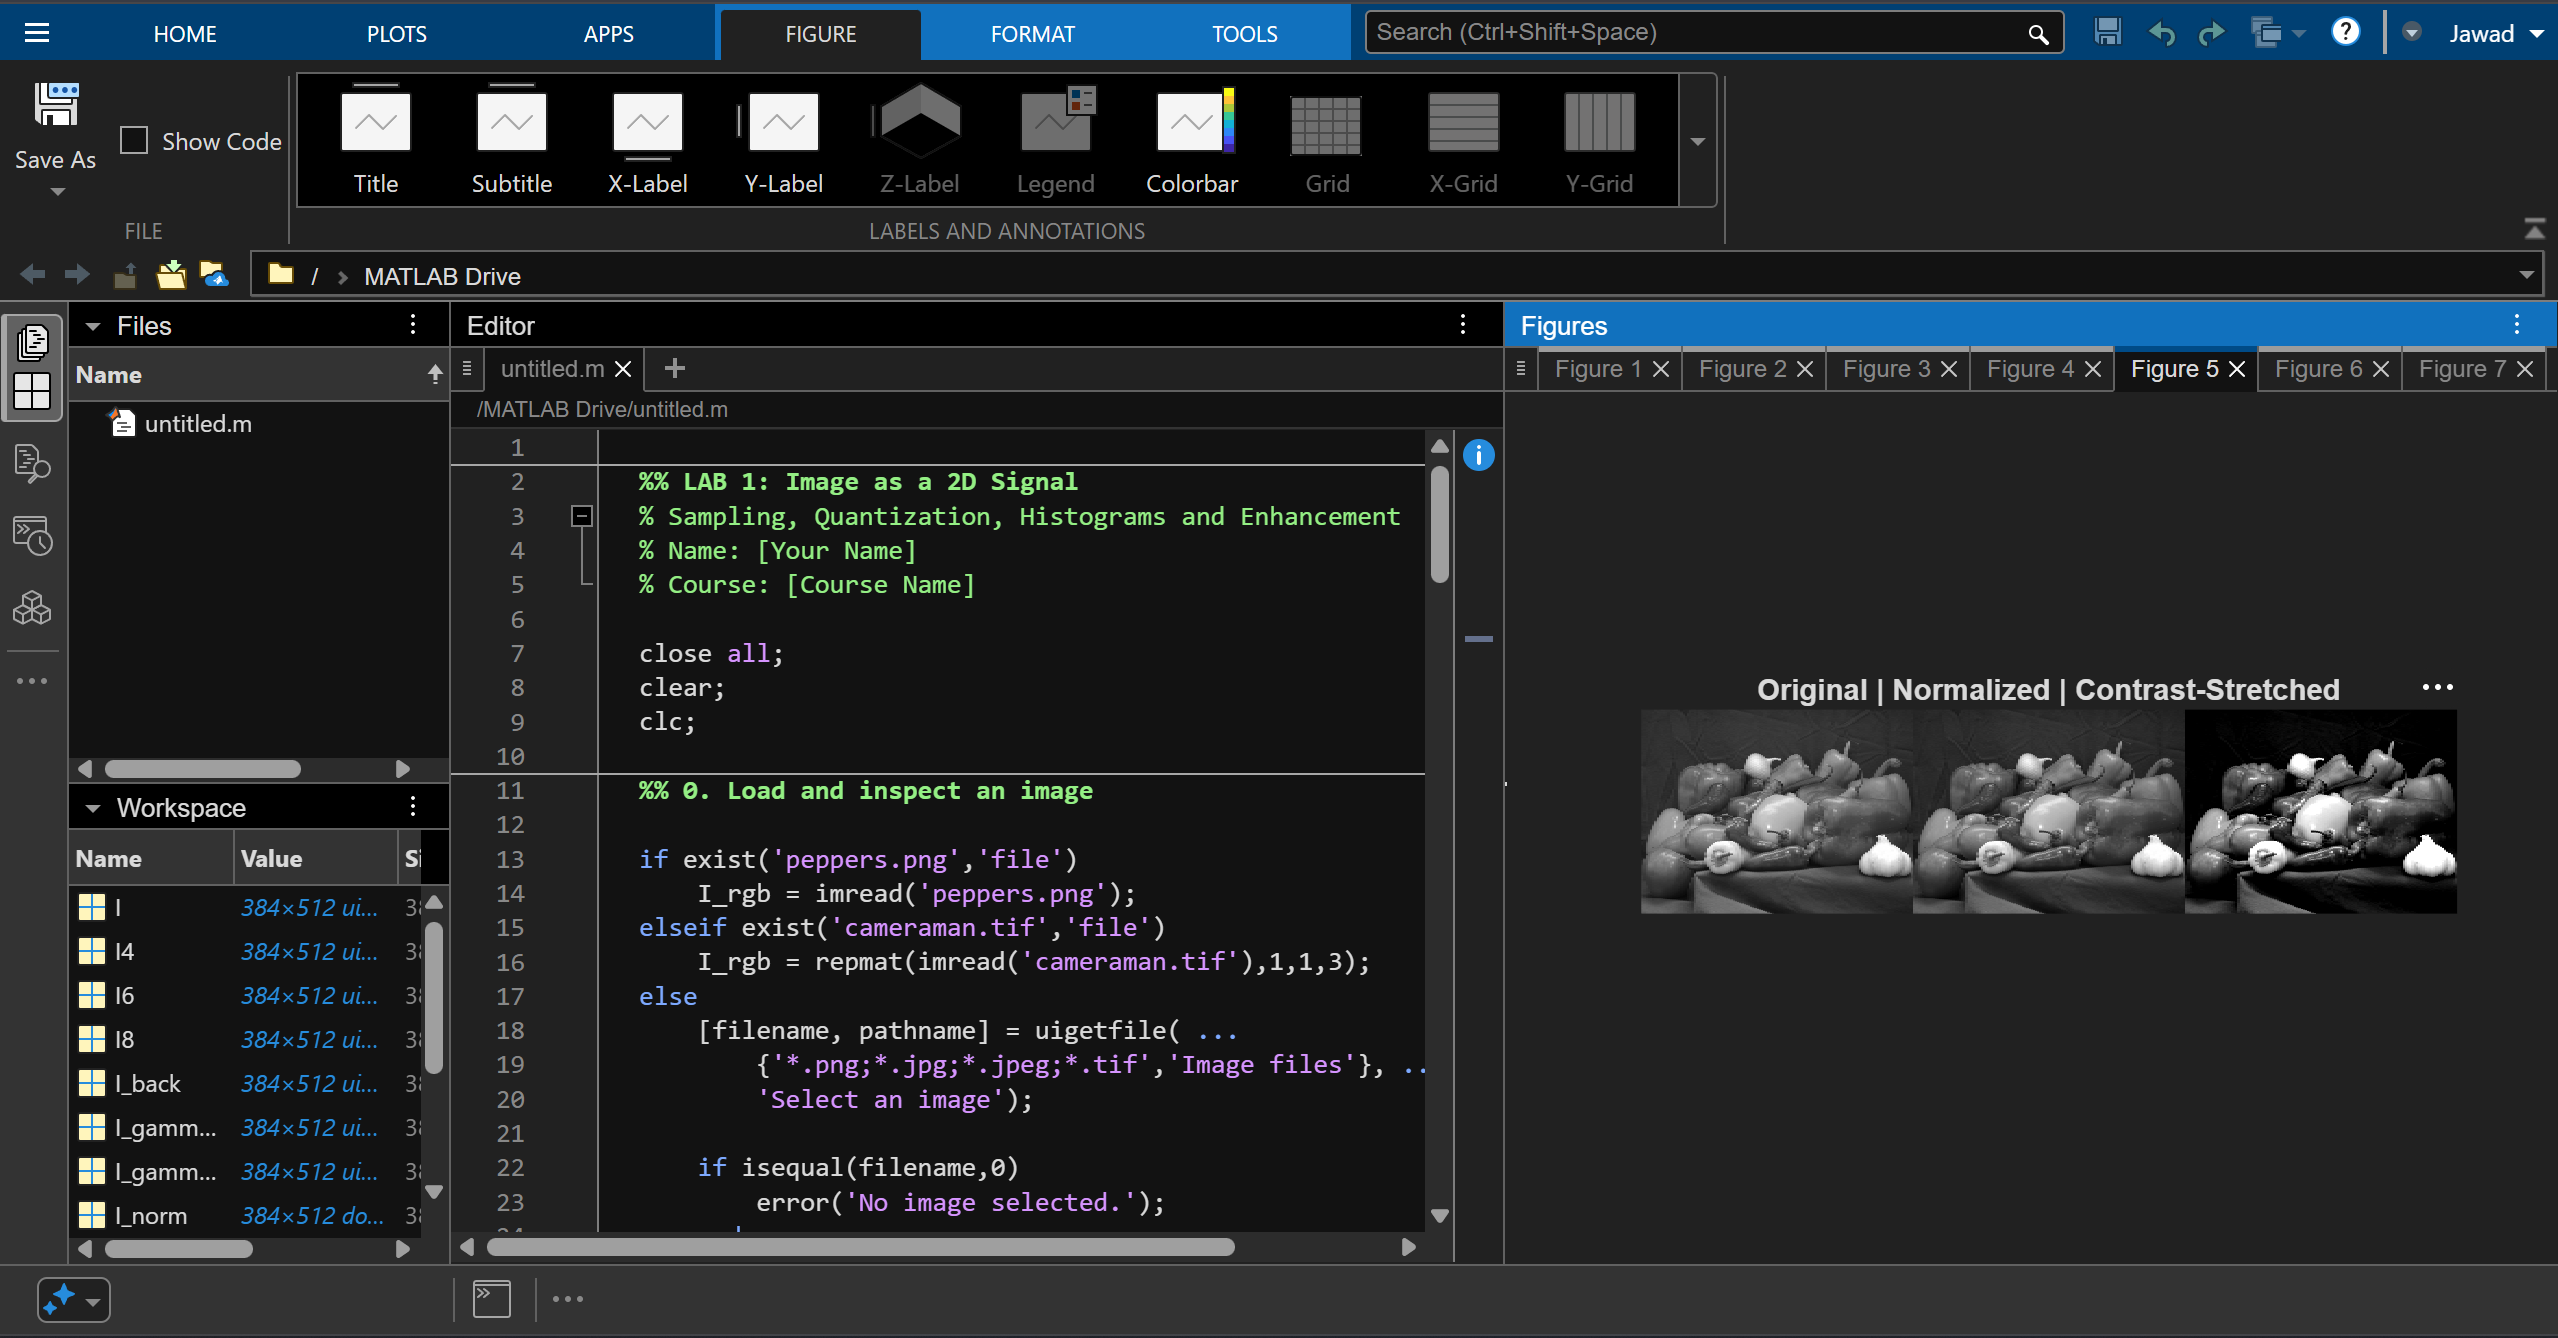 HOME PLOTS APPS FIGURE FORMAT TOOLS Search (Ctrl+Shift+Space) ? Jawad
Save As
Show Code
Title Subtitle X-Label Y-Label Z-Label Legend Colorbar Grid X-Grid Y-Grid
FILE LABELS AND ANNOTATIONS
/ › MATLAB Drive
Files
Name
untitled.m
Workspace
Name Value Si
I 384×512 ui... 38
I4 384×512 ui... 38
I6 384×512 ui... 38
I8 384×512 ui... 38
I_back 384×512 ui... 38
I_gamm... 384×512 ui... 38
I_gamm... 384×512 ui... 38
I_norm 384×512 do... 38
Editor
untitled.m
/MATLAB Drive/untitled.m
1
2 %% LAB 1: Image as a 2D Signal
3 % Sampling, Quantization, Histograms and Enhancement
4 % Name: [Your Name]
5 % Course: [Course Name]
6
7 close all;
8 clear;
9 clc;
10
11 %% 0. Load and inspect an image
12
13 if exist('peppers.png','file')
14 I_rgb = imread('peppers.png');
15 elseif exist('cameraman.tif','file')
16 I_rgb = repmat(imread('cameraman.tif'),1,1,3);
17 else
18 [filename, pathname] = uigetfile( ...
19 {'*.png;*.jpg;*.jpeg;*.tif','Image files'}, ..
20 'Select an image');
21
22 if isequal(filename,0)
23 error('No image selected.');
Figures
Figure 1 Figure 2 Figure 3 Figure 4 Figure 5 Figure 6 Figure 7
Original | Normalized | Contrast-Stretched